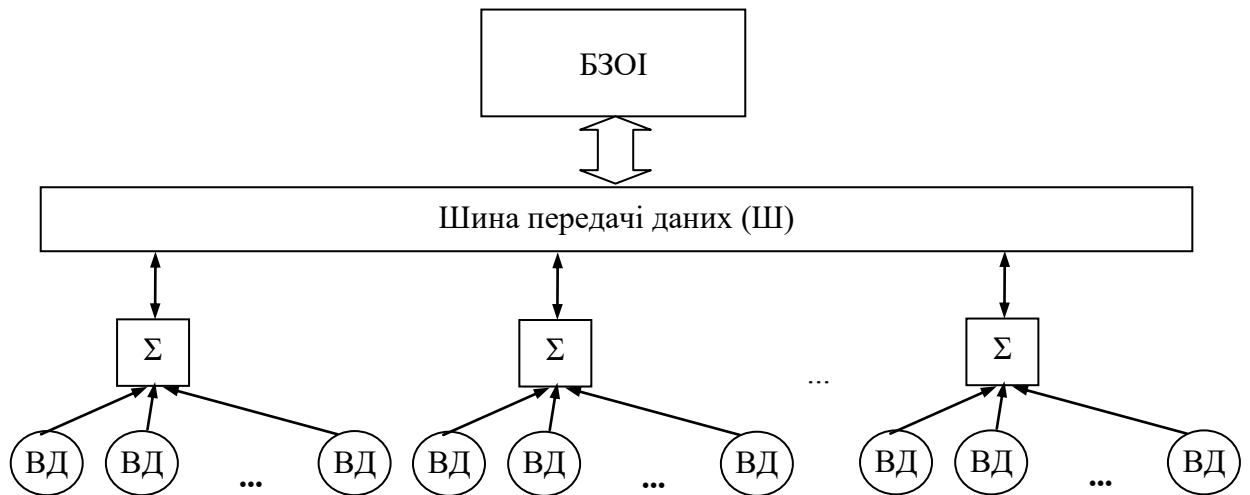 БЗОІ
Шина передачі даних (Ш)
Σ Σ ... Σ
ВД ВД ... ВД ВД ВД ... ВД ВД ВД ... ВД